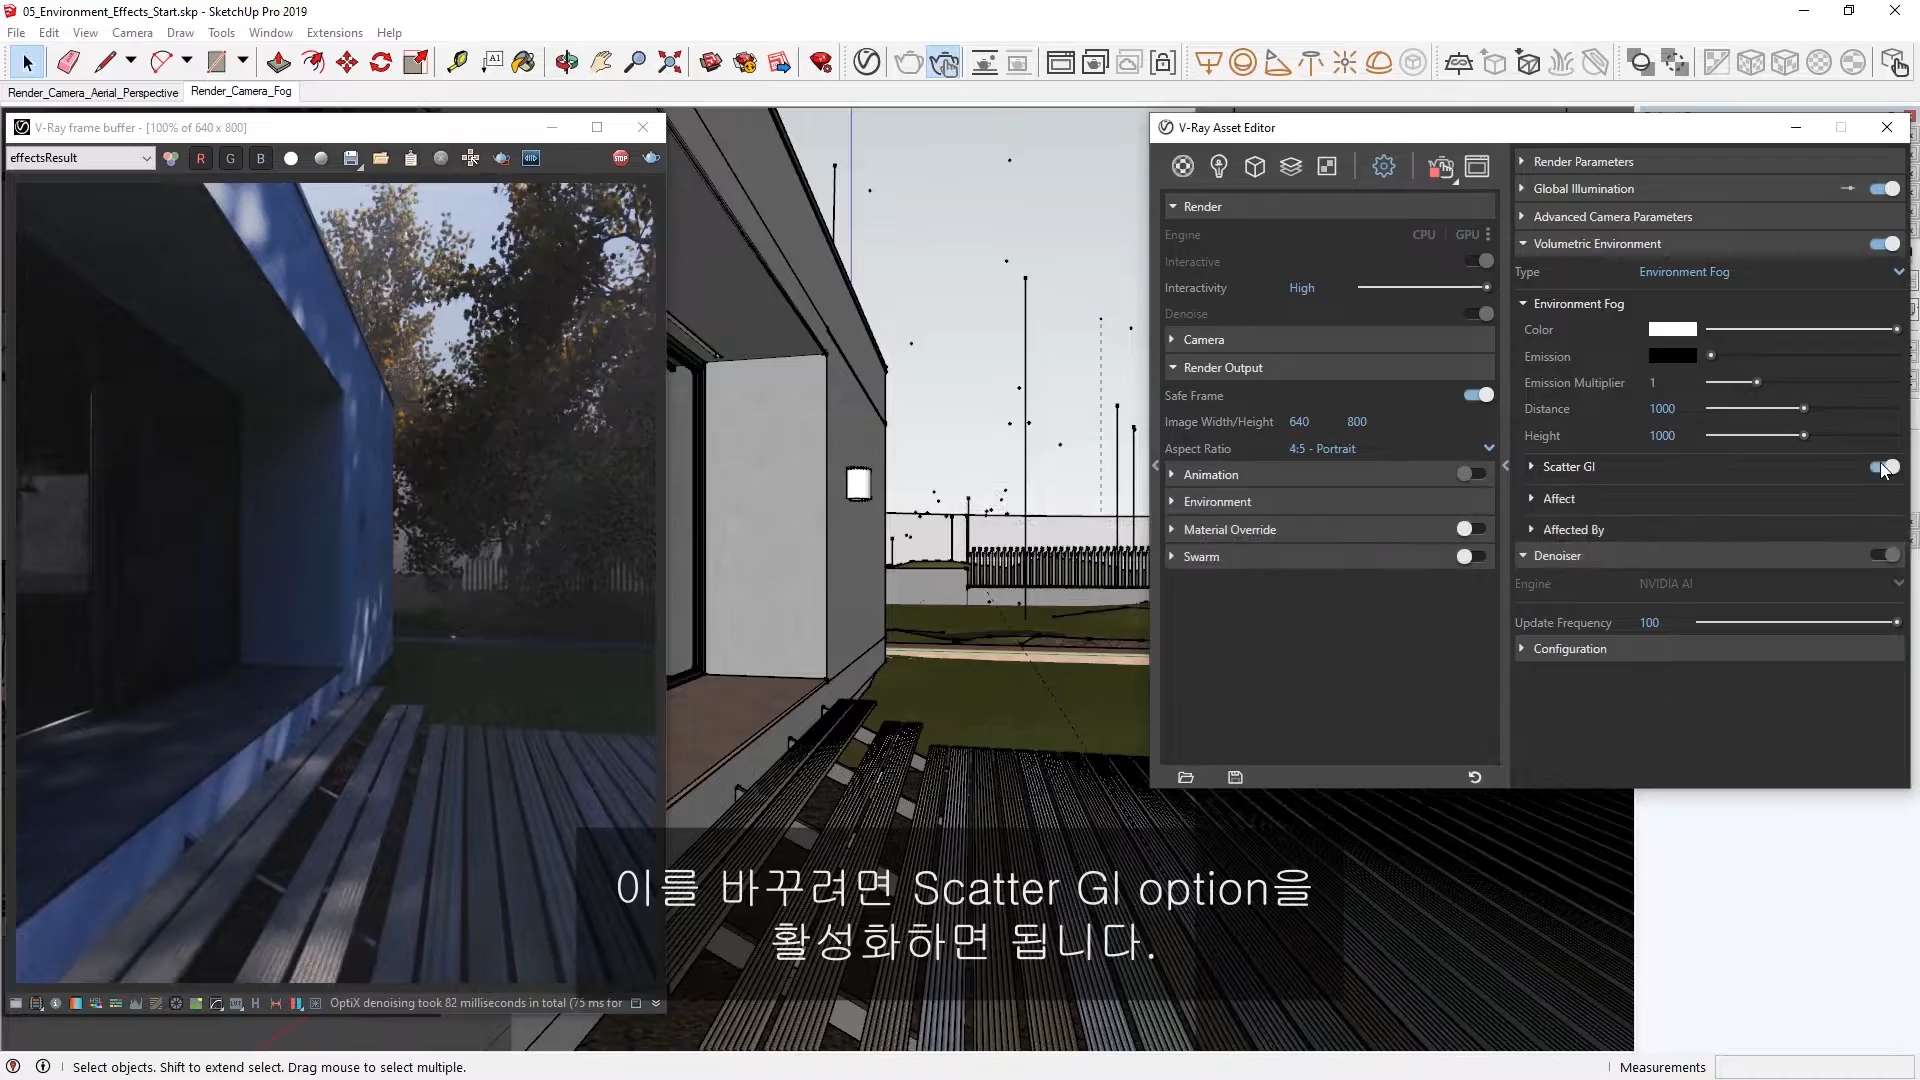 05_Environment_Effects_Start.skp - SketchUp Pro 2019
File Edit View Camera Draw Tools Window Extensions Help
Render_Camera_Aerial_Perspective Render_Camera_Fog
V-Ray frame buffer - [100% of 640 x 800]
effectsResult R G B STOP
OptiX denoising took 82 milliseconds in total (75 ms for
V-Ray Asset Editor
Render
Engine CPU GPU
Interactive
Interactivity High
Denoise
Camera
Render Output
Safe Frame
Image Width/Height 640 800
Aspect Ratio 4:5 - Portrait
Animation
Environment
Material Override
Swarm
Render Parameters
Global Illumination
Advanced Camera Parameters
Volumetric Environment
Type Environment Fog
Environment Fog
Color
Emission
Emission Multiplier 1
Distance 1000
Height 1000
Scatter GI
Affect
Affected By
Denoiser
Engine NVIDIA AI
Update Frequency 100
Configuration
이를 바꾸려면 Scatter GI option을
활성화하면 됩니다.
Select objects. Shift to extend select. Drag mouse to select multiple.
Measurements